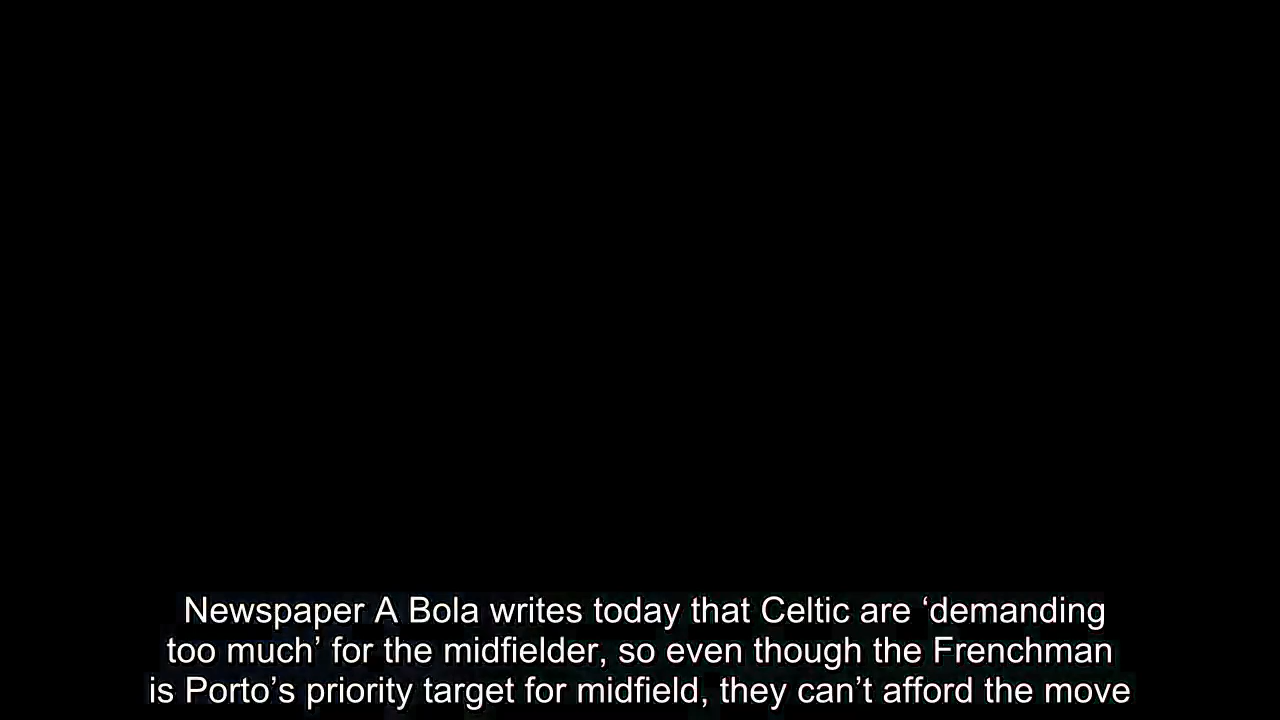 Newspaper A Bola writes today that Celtic are ‘demanding
too much’ for the midfielder, so even though the Frenchman
is Porto’s priority target for midfield, they can’t afford the move